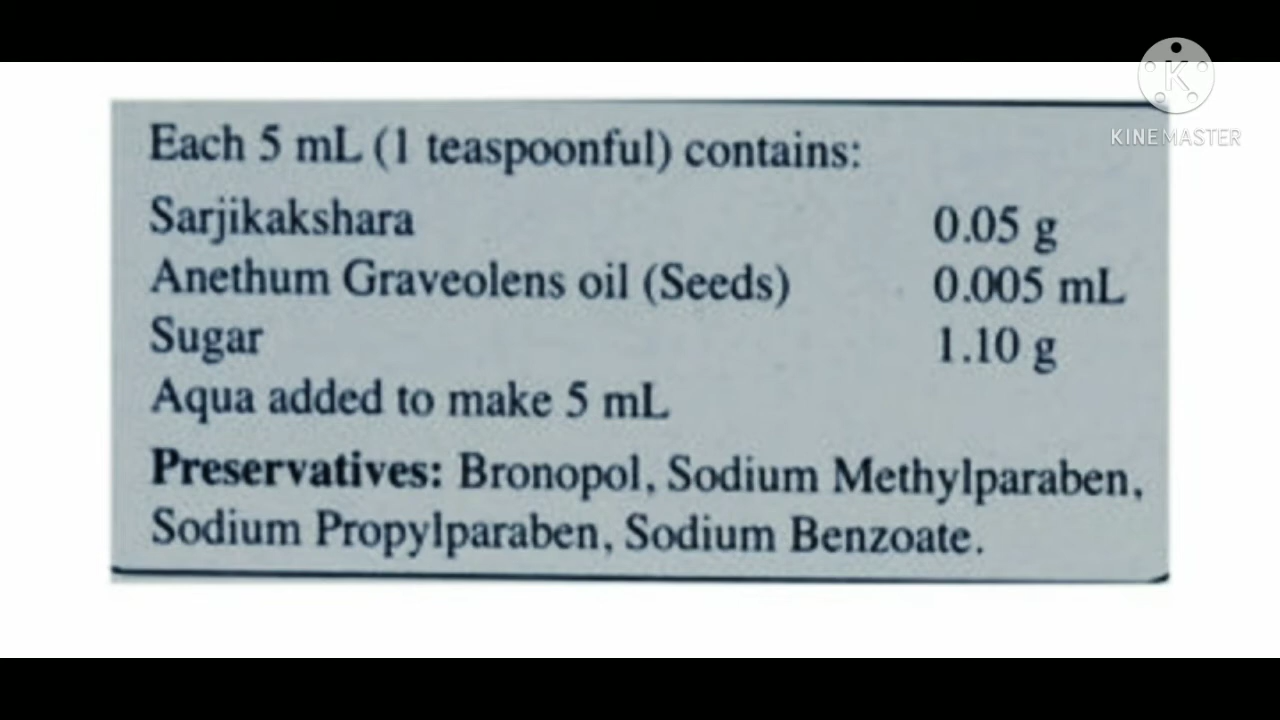 KINEMASTER
Each 5 mL (1 teaspoonful) contains:
Sarjikakshara 0.05 g
Anethum Graveolens oil (Seeds) 0.005 mL
Sugar 1.10 g
Aqua added to make 5 mL
Preservatives: Bronopol, Sodium Methylparaben,
Sodium Propylparaben, Sodium Benzoate.